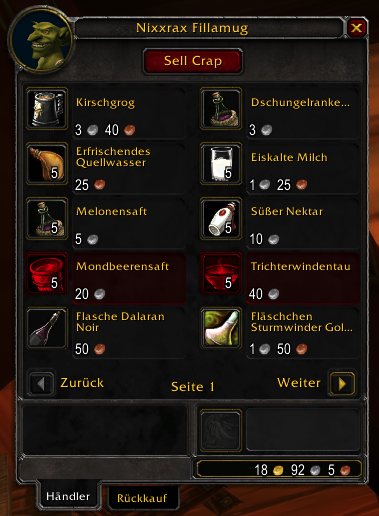 Nixxrax Fillamug
Sell Crap
Kirschgrog
3 40
Dschungelranke...
3
Erfrischendes
Quellwasser
5
25
Eiskalte Milch
5
1 25
Melonensaft
5
5
Süßer Nektar
5
10
Mondbeerensaft
5
20
Trichterwindentau
5
40
Flasche Dalaran
Noir
50
Fläschchen
Sturmwinder Gol...
1 50
Zurück
Seite 1
Weiter
18 92 5
Händler
Rückkauf